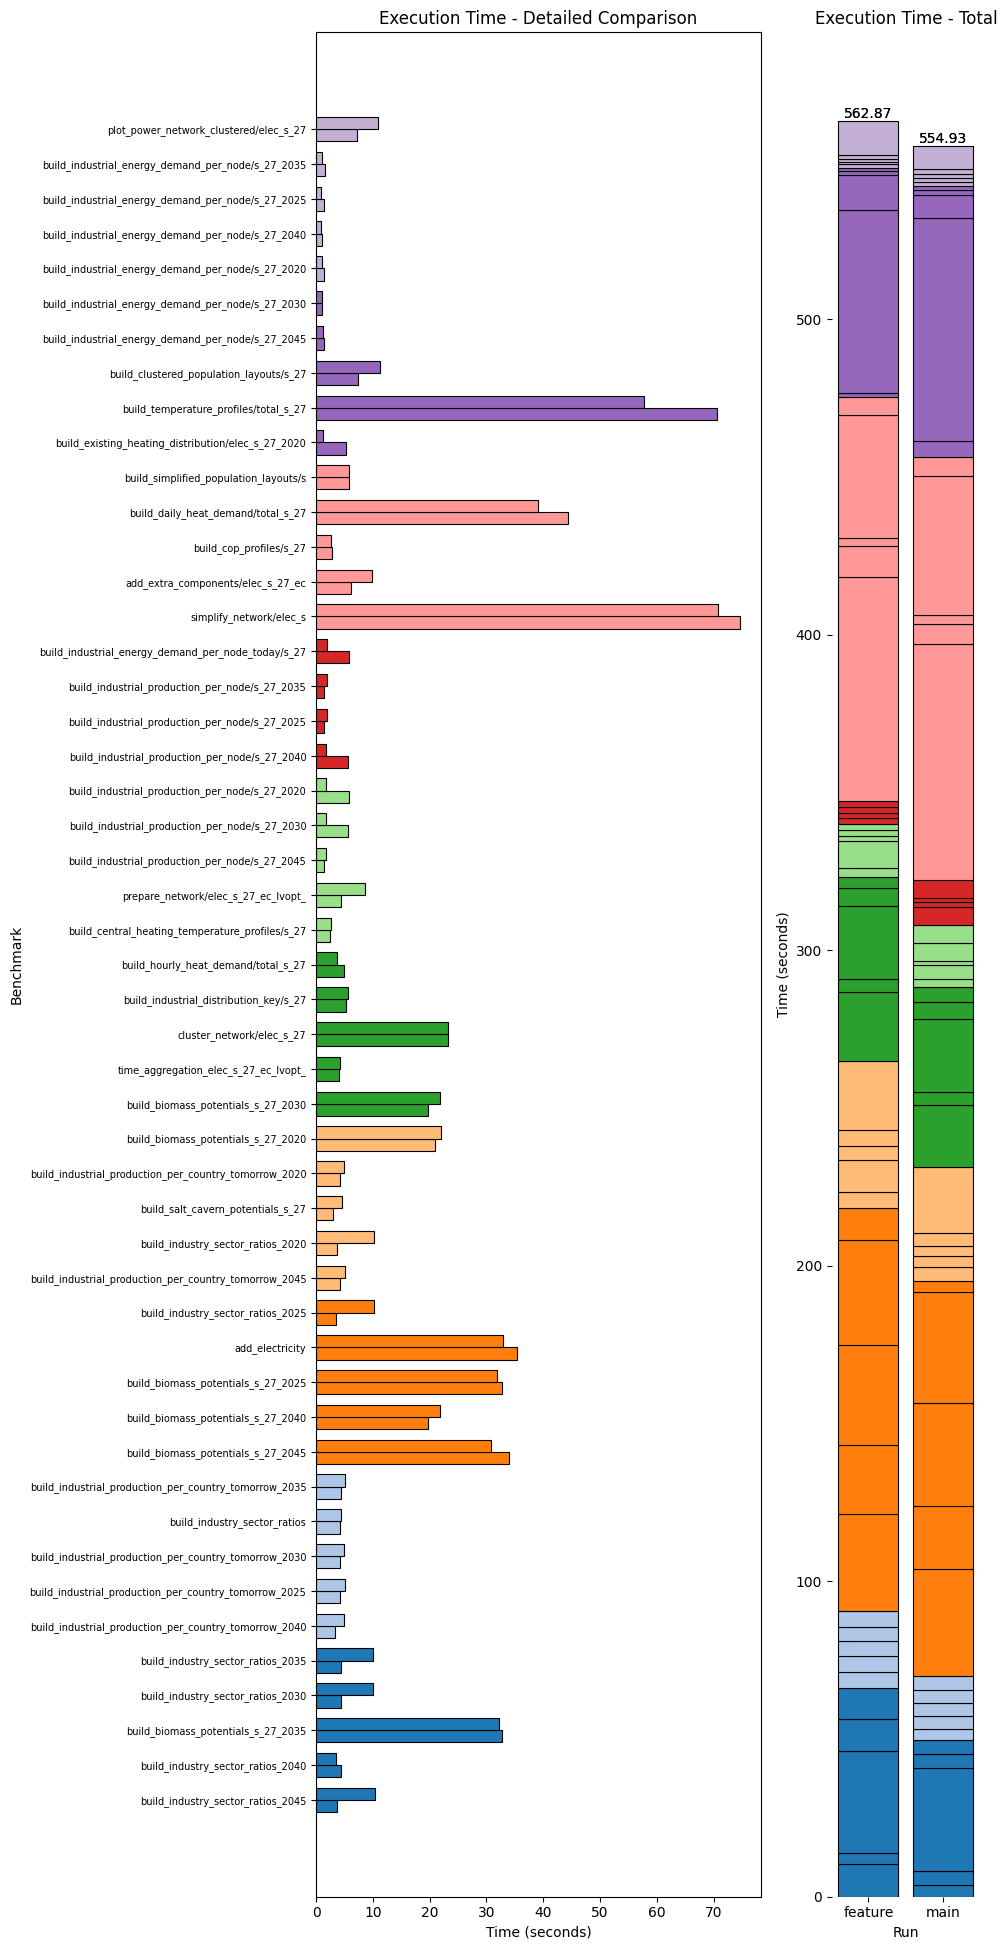 Execution Time - Detailed Comparison
Execution Time - Total
562.87
554.93
plot_power_network_clustered/elec_s_27
build_industrial_energy_demand_per_node/s_27_2035
build_industrial_energy_demand_per_node/s_27_2025
build_industrial_energy_demand_per_node/s_27_2040
build_industrial_energy_demand_per_node/s_27_2020
build_industrial_energy_demand_per_node/s_27_2030
build_industrial_energy_demand_per_node/s_27_2045
build_clustered_population_layouts/s_27
build_temperature_profiles/total_s_27
build_existing_heating_distribution/elec_s_27_2020
build_simplified_population_layouts/s
build_daily_heat_demand/total_s_27
build_cop_profiles/s_27
add_extra_components/elec_s_27_ec
simplify_network/elec_s
build_industrial_energy_demand_per_node_today/s_27
build_industrial_production_per_node/s_27_2035
build_industrial_production_per_node/s_27_2025
build_industrial_production_per_node/s_27_2040
build_industrial_production_per_node/s_27_2020
build_industrial_production_per_node/s_27_2030
build_industrial_production_per_node/s_27_2045
prepare_network/elec_s_27_ec_lvopt_
build_central_heating_temperature_profiles/s_27
build_hourly_heat_demand/total_s_27
build_industrial_distribution_key/s_27
cluster_network/elec_s_27
time_aggregation_elec_s_27_ec_lvopt_
build_biomass_potentials_s_27_2030
build_biomass_potentials_s_27_2020
build_industrial_production_per_country_tomorrow_2020
build_salt_cavern_potentials_s_27
build_industry_sector_ratios_2020
build_industrial_production_per_country_tomorrow_2045
build_industry_sector_ratios_2025
add_electricity
build_biomass_potentials_s_27_2025
build_biomass_potentials_s_27_2040
build_biomass_potentials_s_27_2045
build_industrial_production_per_country_tomorrow_2035
build_industry_sector_ratios
build_industrial_production_per_country_tomorrow_2030
build_industrial_production_per_country_tomorrow_2025
build_industrial_production_per_country_tomorrow_2040
build_industry_sector_ratios_2035
build_industry_sector_ratios_2030
build_biomass_potentials_s_27_2035
build_industry_sector_ratios_2040
build_industry_sector_ratios_2045
Benchmark
0 10 20 30 40 50 60 70
Time (seconds)
500
400
300
200
100
0
Time (seconds)
feature main
Run